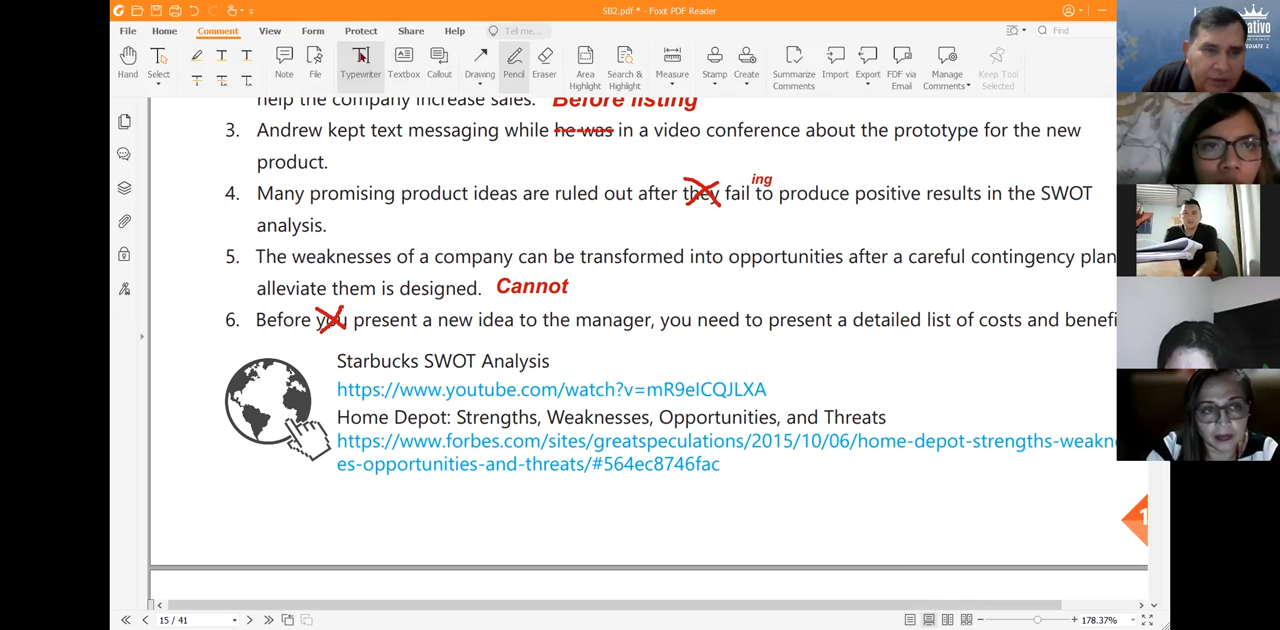 SB2.pdf * - Foxit PDF Reader
File Home Comment View Form Protect Share Help Tell me... Find
Hand Select Note File Typewriter Textbox Callout Drawing Pencil Eraser Area Highlight Search & Highlight Measure Stamp Create Summarize Comments Import Export FDF via Email Manage Comments Keep Tool Selected
help the company increase sales. Before listing
3. Andrew kept text messaging while he was in a video conference about the prototype for the new
product.
ing
4. Many promising product ideas are ruled out after they fail to produce positive results in the SWOT
analysis.
5. The weaknesses of a company can be transformed into opportunities after a careful contingency plan
alleviate them is designed. Cannot
6. Before you present a new idea to the manager, you need to present a detailed list of costs and benefi
Starbucks SWOT Analysis
https://www.youtube.com/watch?v=mR9eICQJLXA
Home Depot: Strengths, Weaknesses, Opportunities, and Threats
https://www.forbes.com/sites/greatspeculations/2015/10/06/home-depot-strengths-weakn
es-opportunities-and-threats/#564ec8746fac
1
15 / 41
178.37%